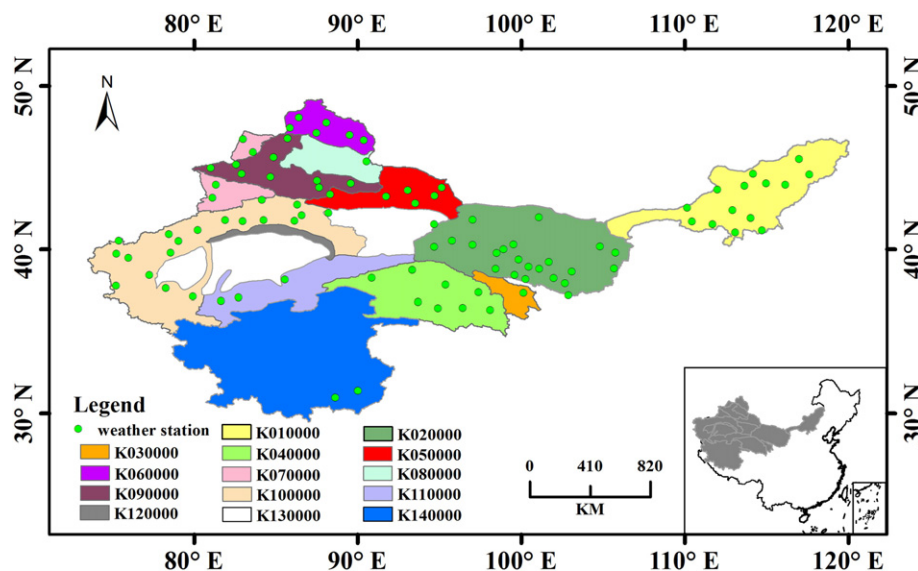 80° E 90° E 100° E 110° E 120° E
50° N 50° N
N
40° N 40° N
30° N 30° N
Legend
weather station K010000 K020000
K030000 K040000 K050000
K060000 K070000 K080000
K090000 K100000 K110000
K120000 K130000 K140000
0 410 820
KM
80° E 90° E 100° E 110° E 120° E